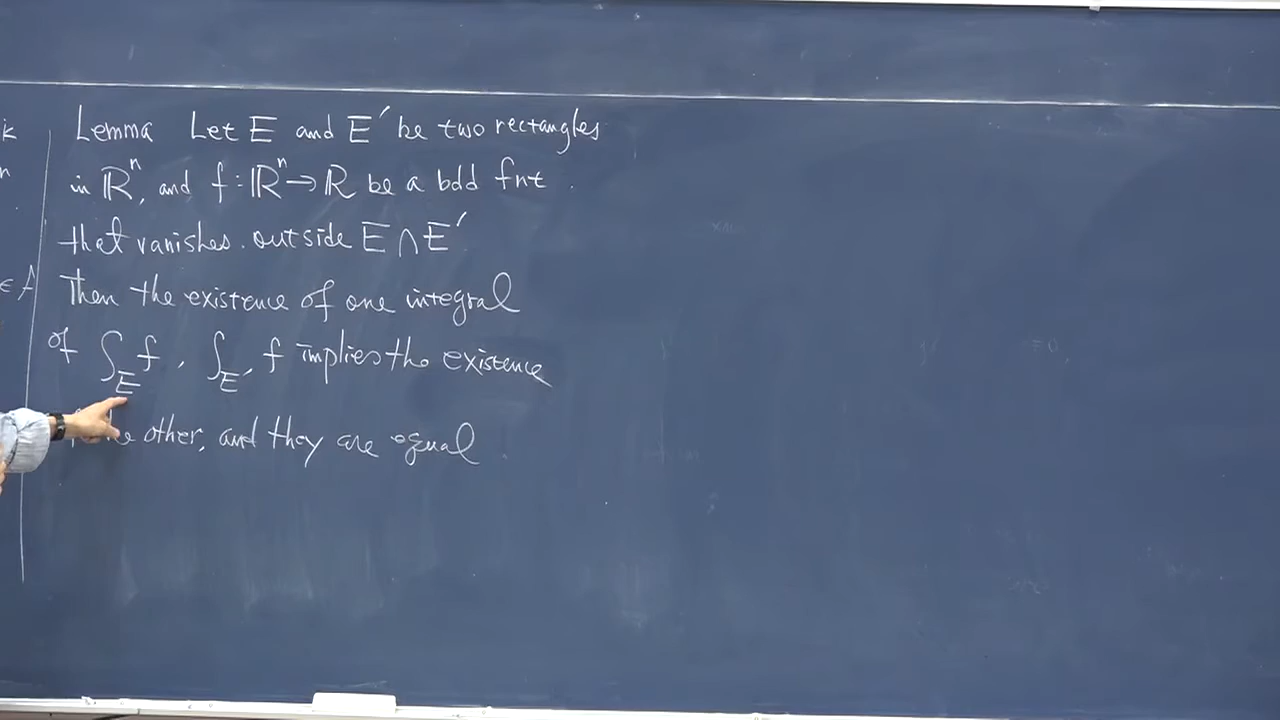 Lemma Let E and E′ be two rectangles
in ℝⁿ, and f : ℝⁿ → ℝ be a bdd fnt.
that vanishes outside E ∩ E′
Then the existence of one integral
of ∫_E f, ∫_E′ f implies the existence
other, and they are equal.